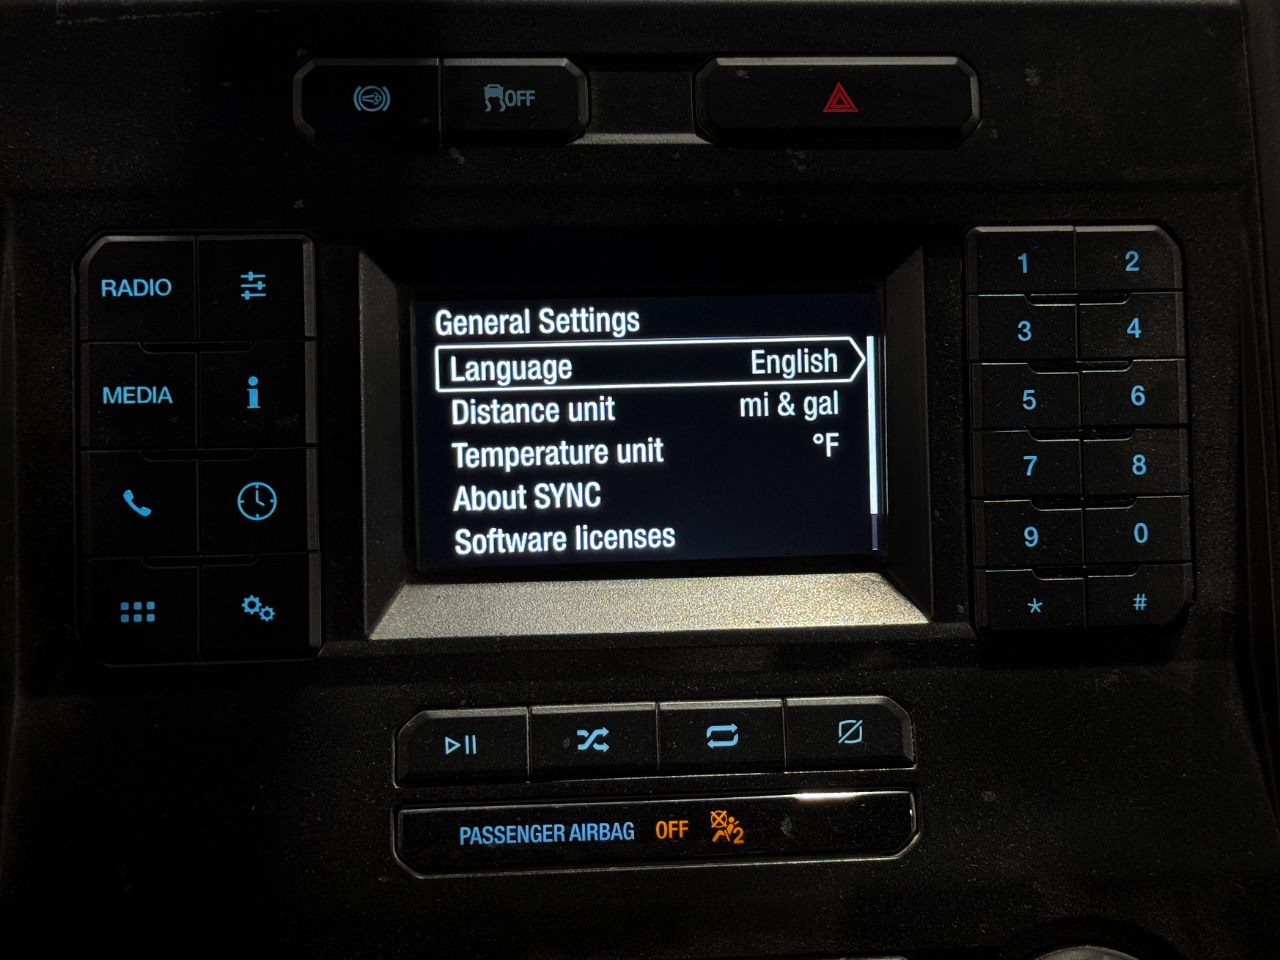 OFF
RADIO
MEDIA
General Settings
Language English
Distance unit mi & gal
Temperature unit °F
About SYNC
Software licenses
1 2
3 4
5 6
7 8
9 0
* #
PASSENGER AIRBAG OFF 2